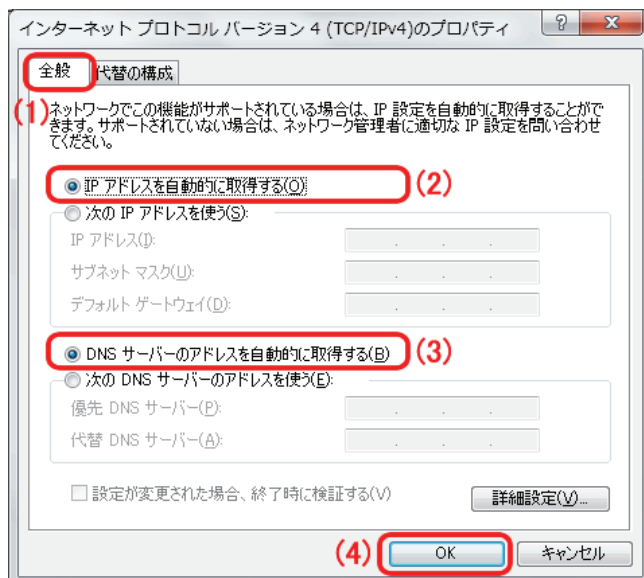 インターネット プロトコル バージョン 4 (TCP/IPv4)のプロパティ
全般 代替の構成
(1)
ネットワークでこの機能がサポートされている場合は、IP 設定を自動的に取得することがで
きます。サポートされていない場合は、ネットワーク管理者に適切な IP 設定を問い合わせ
てください。
IP アドレスを自動的に取得する(O) (2)
次の IP アドレスを使う(S):
IP アドレス(I):
サブネット マスク(U):
デフォルト ゲートウェイ(D):
DNS サーバーのアドレスを自動的に取得する(B) (3)
次の DNS サーバーのアドレスを使う(E):
優先 DNS サーバー(P):
代替 DNS サーバー(A):
設定が変更された場合、終了時に検証する(V)
詳細設定(V)...
(4) OK キャンセル